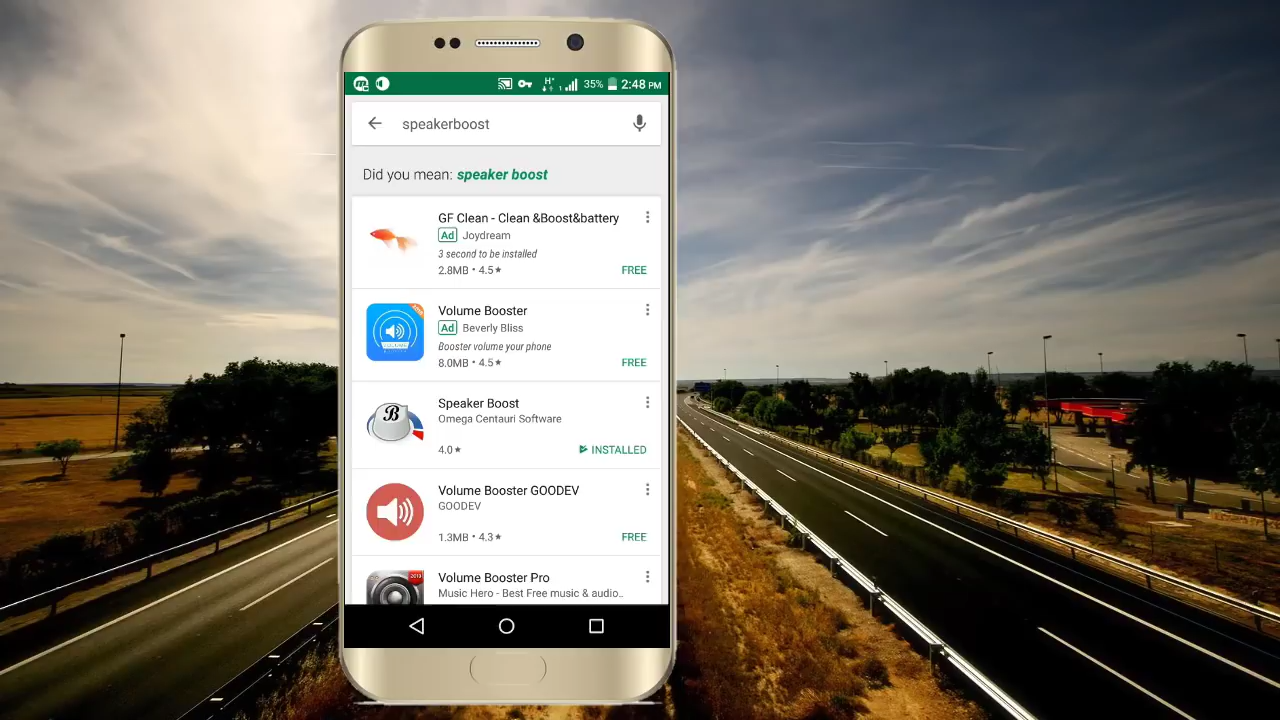 35% 2:48 PM
speakerboost
Did you mean: speaker boost
GF Clean - Clean &Boost&battery
Ad Joydream
3 second to be installed
2.8MB • 4.5★ FREE
Volume Booster
Ad Beverly Bliss
Booster volume your phone
8.0MB • 4.5★ FREE
B
Speaker Boost
Omega Centauri Software
4.0★ INSTALLED
Volume Booster GOODEV
GOODEV
1.3MB • 4.3★ FREE
Volume Booster Pro
Music Hero - Best Free music & audio..